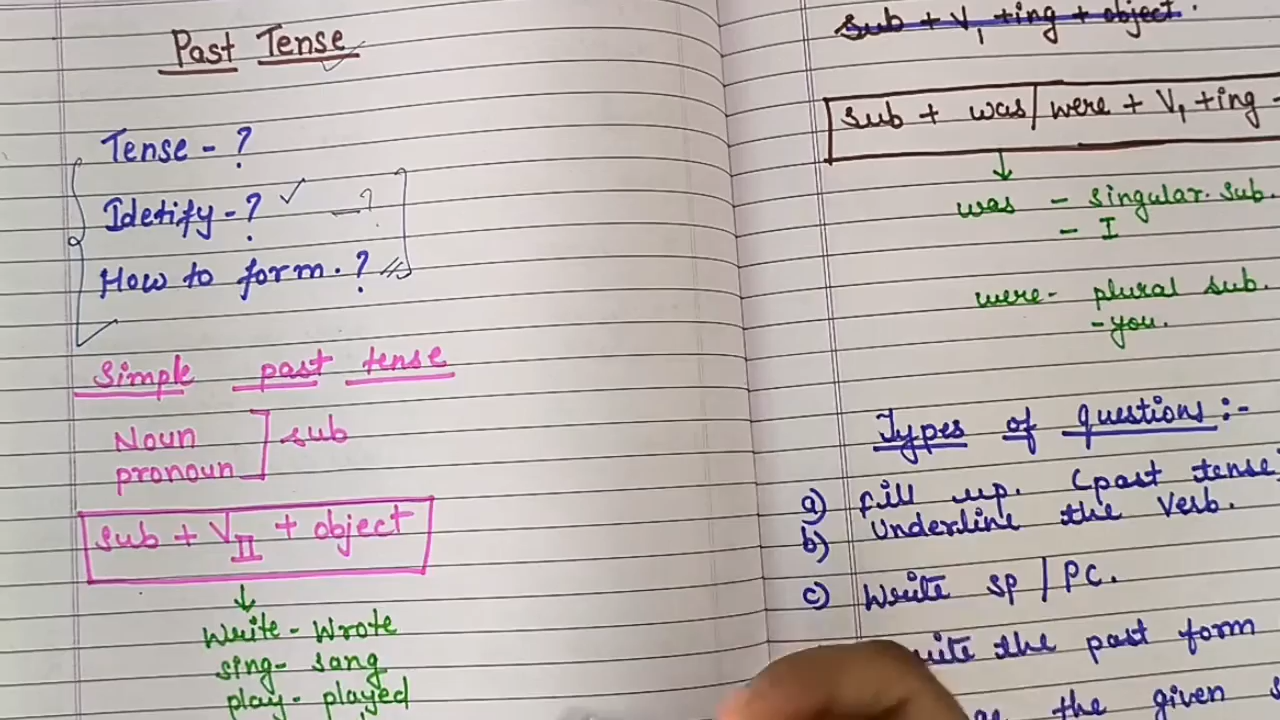 Past Tense
Tense - ?
Idetify - ?
- ?
How to form. ?
Simple past tense
Noun
pronoun
sub
sub + VII + object
Write - Wrote
sing - sang
play - played
sub + V1 +ing + object.
sub + was/were + V1 +ing
was - singular sub.
- I
were - plural sub.
- you.
Types of questions :-
a) fill up. (past tense
b) Underline the Verb.
c) Write SP / PC.
the past form
the given